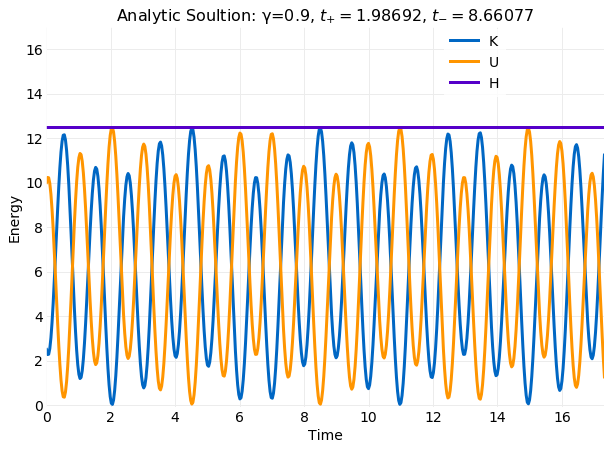 Analytic Soultion: γ=0.9, t₊ = 1.98692, t₋ = 8.66077
K
U
H
Energy
16
14
12
10
8
6
4
2
0
0 2 4 6 8 10 12 14 16
Time